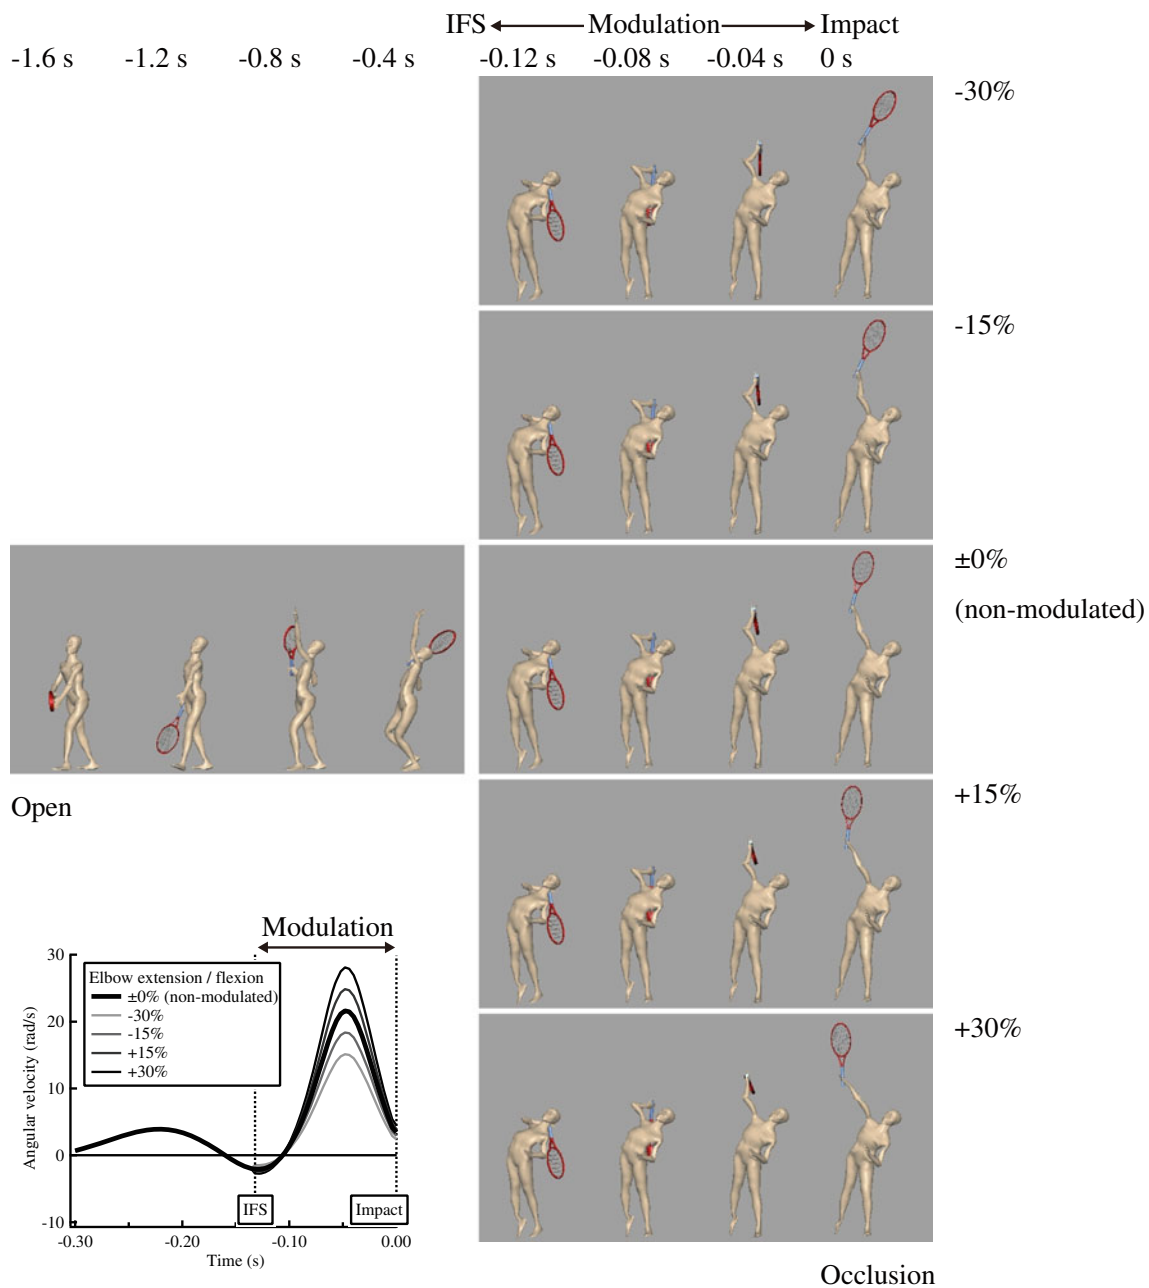 IFS Modulation Impact
-1.6 s -1.2 s -0.8 s -0.4 s -0.12 s -0.08 s -0.04 s 0 s
-30%
-15%
±0%
(non-modulated)
+15%
+30%
Open
Modulation
Elbow extension / flexion
±0% (non-modulated)
-30%
-15%
+15%
+30%
Angular velocity (rad/s)
30
20
10
0
-10
IFS Impact
-0.30 -0.20 -0.10 0.00
Time (s)
Occlusion